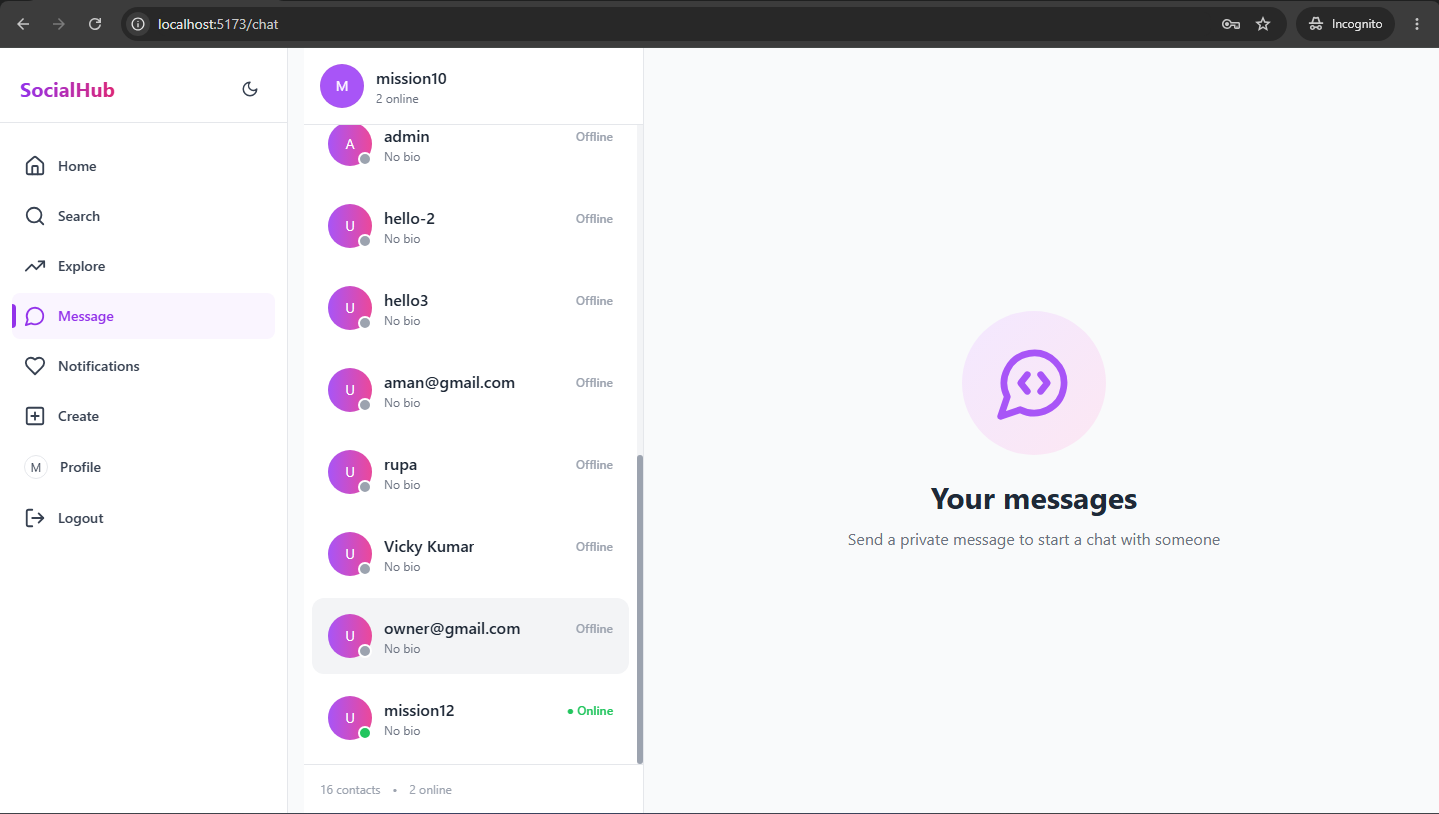 localhost:5173/chat
Incognito
SocialHub
Home
Search
Explore
Message
Notifications
Create
M Profile
Logout
M
mission10
2 online
A
admin
Offline
No bio
U
hello-2
Offline
No bio
U
hello3
Offline
No bio
U
aman@gmail.com
Offline
No bio
U
rupa
Offline
No bio
U
Vicky Kumar
Offline
No bio
U
owner@gmail.com
Offline
No bio
U
mission12
• Online
No bio
16 contacts • 2 online
Your messages
Send a private message to start a chat with someone